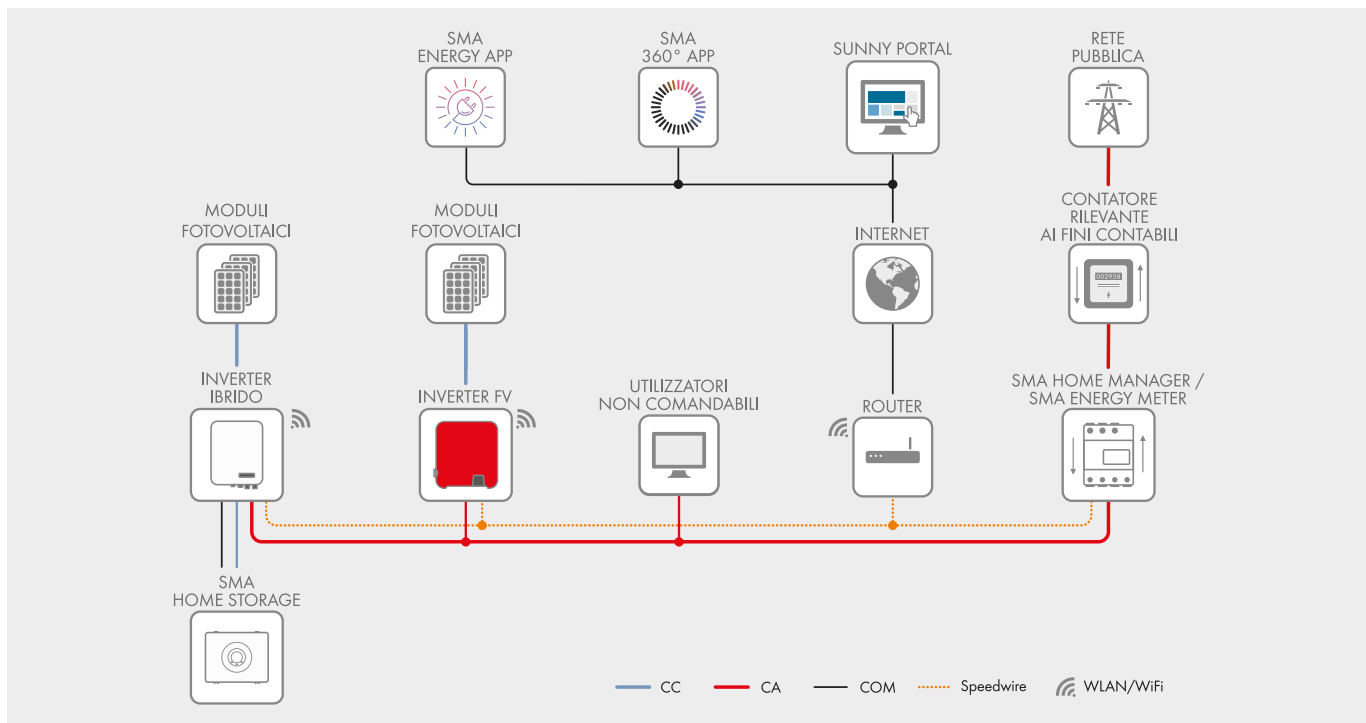 SMA
ENERGY APP
SMA
360° APP
SUNNY PORTAL
RETE
PUBBLICA
MODULI
FOTOVOLTAICI
MODULI
FOTOVOLTAICI
INTERNET
CONTATORE
RILEVANTE
AI FINI CONTABILI
002958
INVERTER
IBRIDO
INVERTER FV
UTILIZZATORI
NON COMANDABILI
ROUTER
SMA HOME MANAGER /
SMA ENERGY METER
SMA
HOME STORAGE
CC
CA
COM
Speedwire
WLAN/WiFi